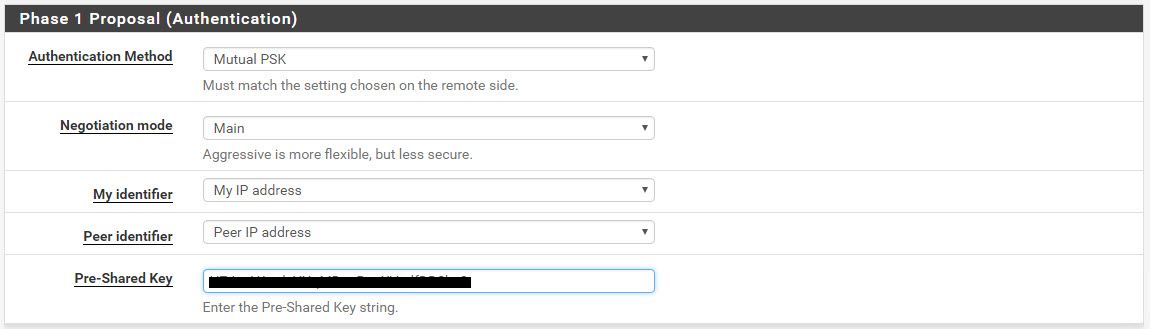 Phase 1 Proposal (Authentication)
Authentication Method
Mutual PSK
Must match the setting chosen on the remote side.
Negotiation mode
Main
Aggressive is more flexible, but less secure.
My identifier
My IP address
Peer identifier
Peer IP address
Pre-Shared Key
Enter the Pre-Shared Key string.